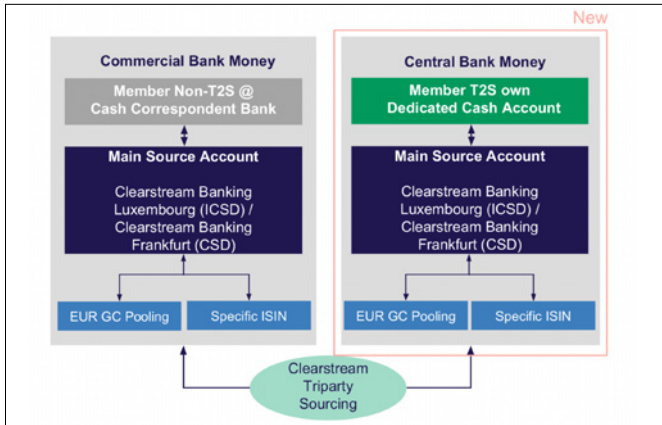 New
Commercial Bank Money
Member Non-T2S @
Cash Correspondent Bank
Main Source Account
Clearstream Banking
Luxembourg (ICSD) /
Clearstream Banking
Frankfurt (CSD)
EUR GC Pooling
Specific ISIN
Central Bank Money
Member T2S own
Dedicated Cash Account
Main Source Account
Clearstream Banking
Luxembourg (ICSD) /
Clearstream Banking
Frankfurt (CSD)
EUR GC Pooling
Specific ISIN
Clearstream
Triparty
Sourcing